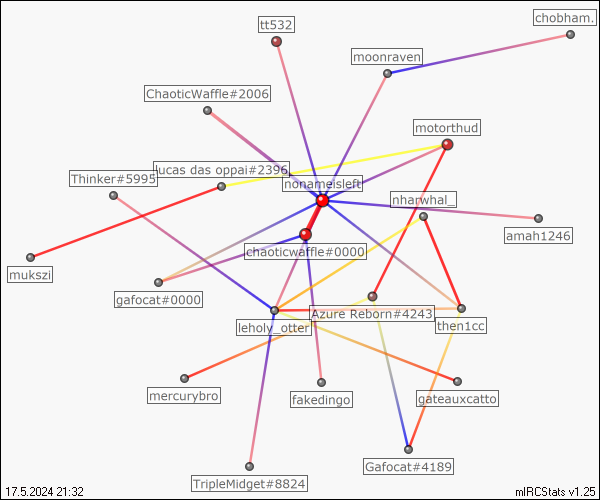 chobham.
tt532
moonraven
ChaoticWaffle#2006
motorthud
lucas das oppai#2396
Thinker#5995
nonameisleft
nharwhal_
amah1246
chaoticwaffle#0000
mukszi
gafocat#0000
Azure Reborn#4243
leholy_otter
then1cc
mercurybro
fakedingo
gateauxcatto
Gafocat#4189
TripleMidget#8824
17.5.2024 21:32
mIRCStats v1.25